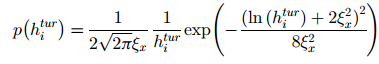 p(h_i^{tur}) = \frac{1}{2\sqrt{2\pi}\xi_x} \frac{1}{h_i^{tur}} \exp\left(-\frac{(\ln(h_i^{tur}) + 2\xi_x^2)^2}{8\xi_x^2}\right)